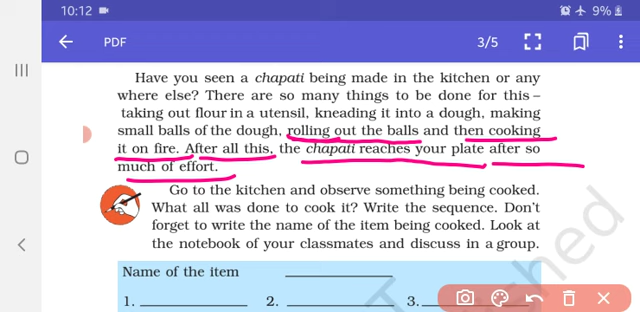 10:12 9%
PDF 3/5
Have you seen a chapati being made in the kitchen or any
where else? There are so many things to be done for this –
taking out flour in a utensil, kneading it into a dough, making
small balls of the dough, rolling out the balls and then cooking
it on fire. After all this, the chapati reaches your plate after so
much of effort.
Go to the kitchen and observe something being cooked.
What all was done to cook it? Write the sequence. Don't
forget to write the name of the item being cooked. Look at
the notebook of your classmates and discuss in a group.
Name of the item
1. 2. 3.